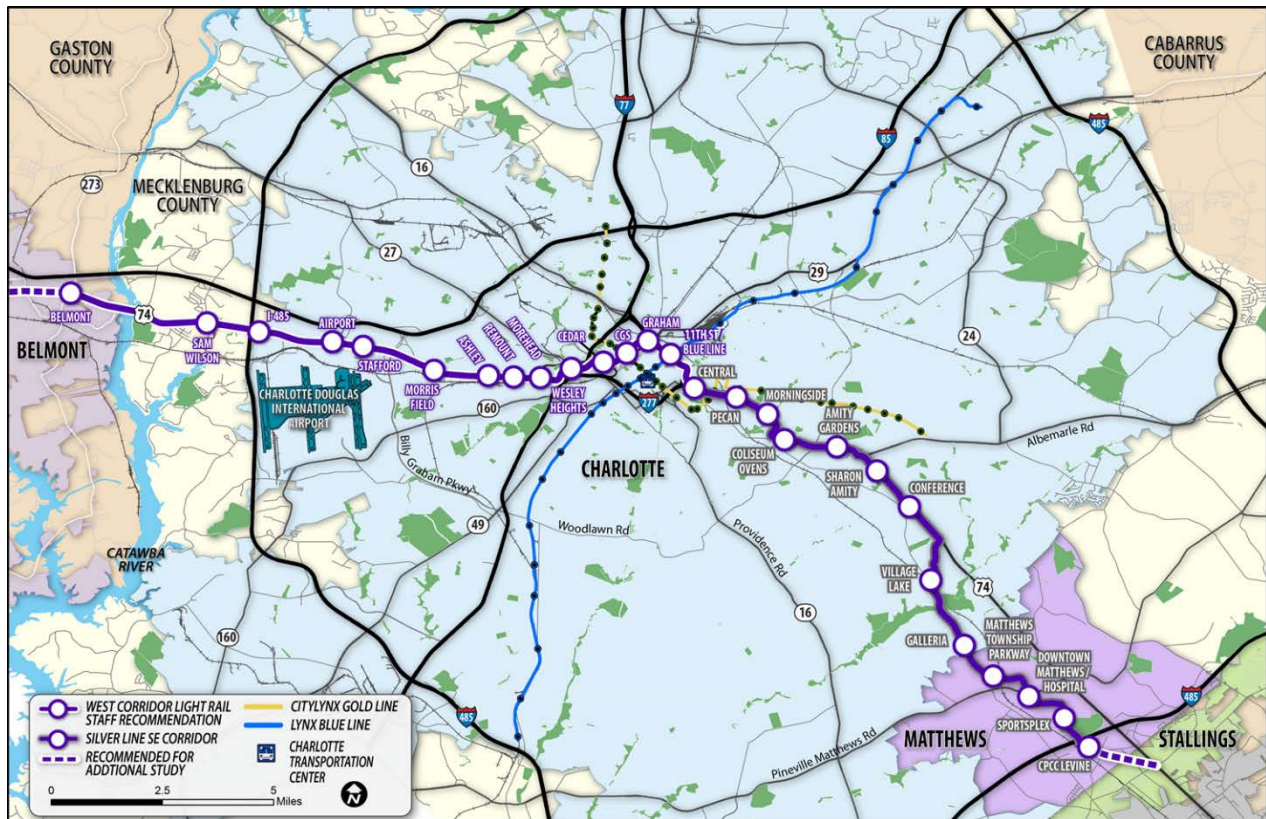 GASTON
COUNTY
CABARRUS
COUNTY
77
485
85
273
MECKLENBURG
COUNTY
16
27
29
24
74
BELMONT
BELMONT
SAM
WILSON
I-485
AIRPORT
STAFFORD
MORRIS
FIELD
ASHLEY
REMOUNT
MOREHEAD
CEDAR
WESLEY
HEIGHTS
CGS
GRAHAM
11TH ST/
BLUE LINE
277
CENTRAL
PECAN
MORNINGSIDE
COLISEUM
OVENS
AMITY
GARDENS
SHARON
AMITY
CONFERENCE
Albemarle Rd
CHARLOTTE DOUGLAS
INTERNATIONAL
AIRPORT
160
Billy Graham Pkwy
CHARLOTTE
49
Woodlawn Rd
Providence Rd
CATAWBA
RIVER
VILLAGE
LAKE
74
16
160
GALLERIA
MATTHEWS
TOWNSHIP
PARKWAY
DOWNTOWN
MATTHEWS/
HOSPITAL
SPORTSPLEX
CPCC LEVINE
485
485
MATTHEWS
STALLINGS
Pineville Matthews Rd
WEST CORRIDOR LIGHT RAIL
STAFF RECOMMENDATION
SILVER LINE SE CORRIDOR
RECOMMENDED FOR
ADDTIONAL STUDY
CITYLYNX GOLD LINE
LYNX BLUE LINE
CHARLOTTE
TRANSPORTATION
CENTER
0 2.5 5
Miles
N